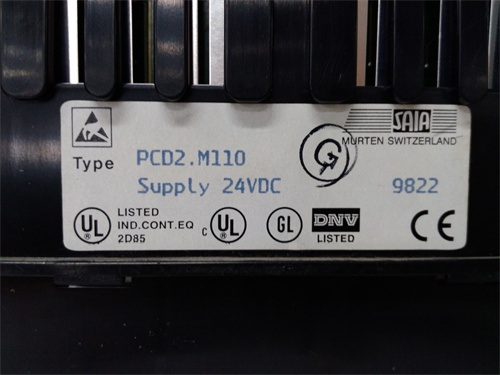 SAIA
MURTEN SWITZERLAND
Type PCD2.M110
Supply 24VDC 9822
UL LISTED
IND.CONT.EQ
2D85
C UL GL DNV
LISTED
CE